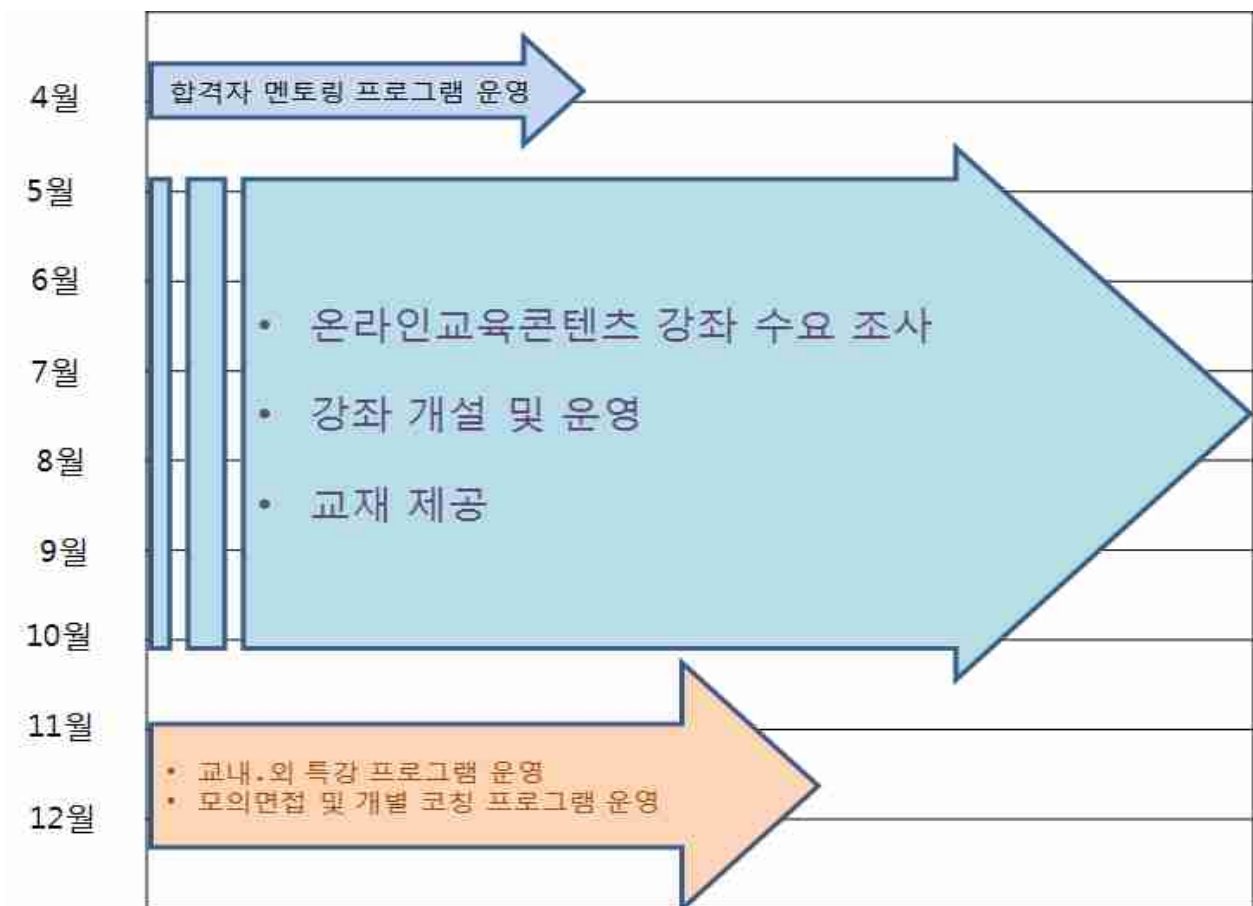 4월
합격자 멘토링 프로그램 운영
5월
6월
• 온라인교육콘텐츠 강좌 수요 조사
7월
• 강좌 개설 및 운영
8월
• 교재 제공
9월
10월
11월
• 교내.외 특강 프로그램 운영
• 모의면접 및 개별 코칭 프로그램 운영
12월